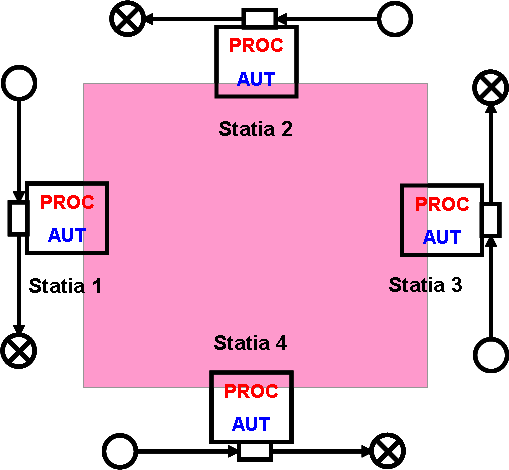 PROC
AUT
Statia 2
PROC
AUT
Statia 1
PROC
AUT
Statia 3
Statia 4
PROC
AUT